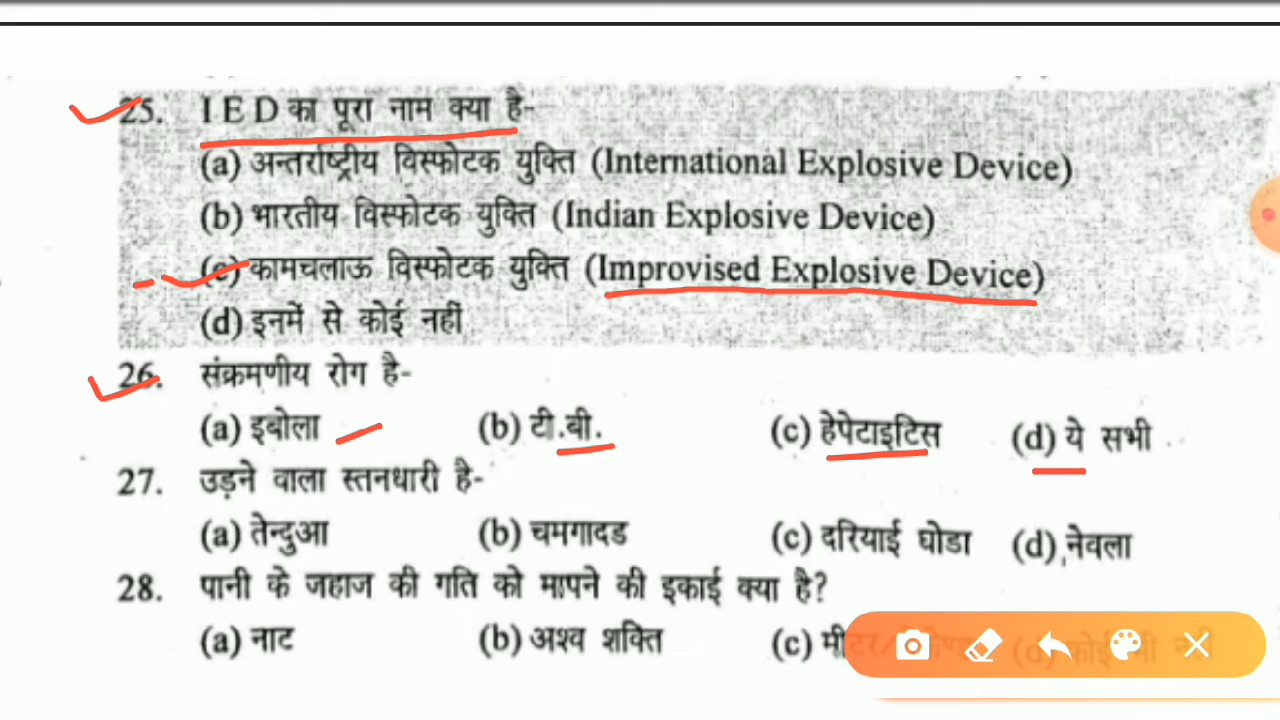 25. I E D का पूरा नाम क्या है-
(a) अन्तर्राष्ट्रीय विस्फोटक युक्ति (International Explosive Device)
(b) भारतीय विस्फोटक युक्ति (Indian Explosive Device)
(c) कामचलाऊ विस्फोटक युक्ति (Improvised Explosive Device)
(d) इनमें से कोई नहीं
26. संक्रमणीय रोग है-
(a) इबोला (b) टी.बी. (c) हेपेटाइटिस (d) ये सभी
27. उड़ने वाला स्तनधारी है-
(a) तेन्दुआ (b) चमगादड (c) दरियाई घोडा (d) नेवला
28. पानी के जहाज की गति को मापने की इकाई क्या है?
(a) नाट (b) अश्व शक्ति (c) (d)